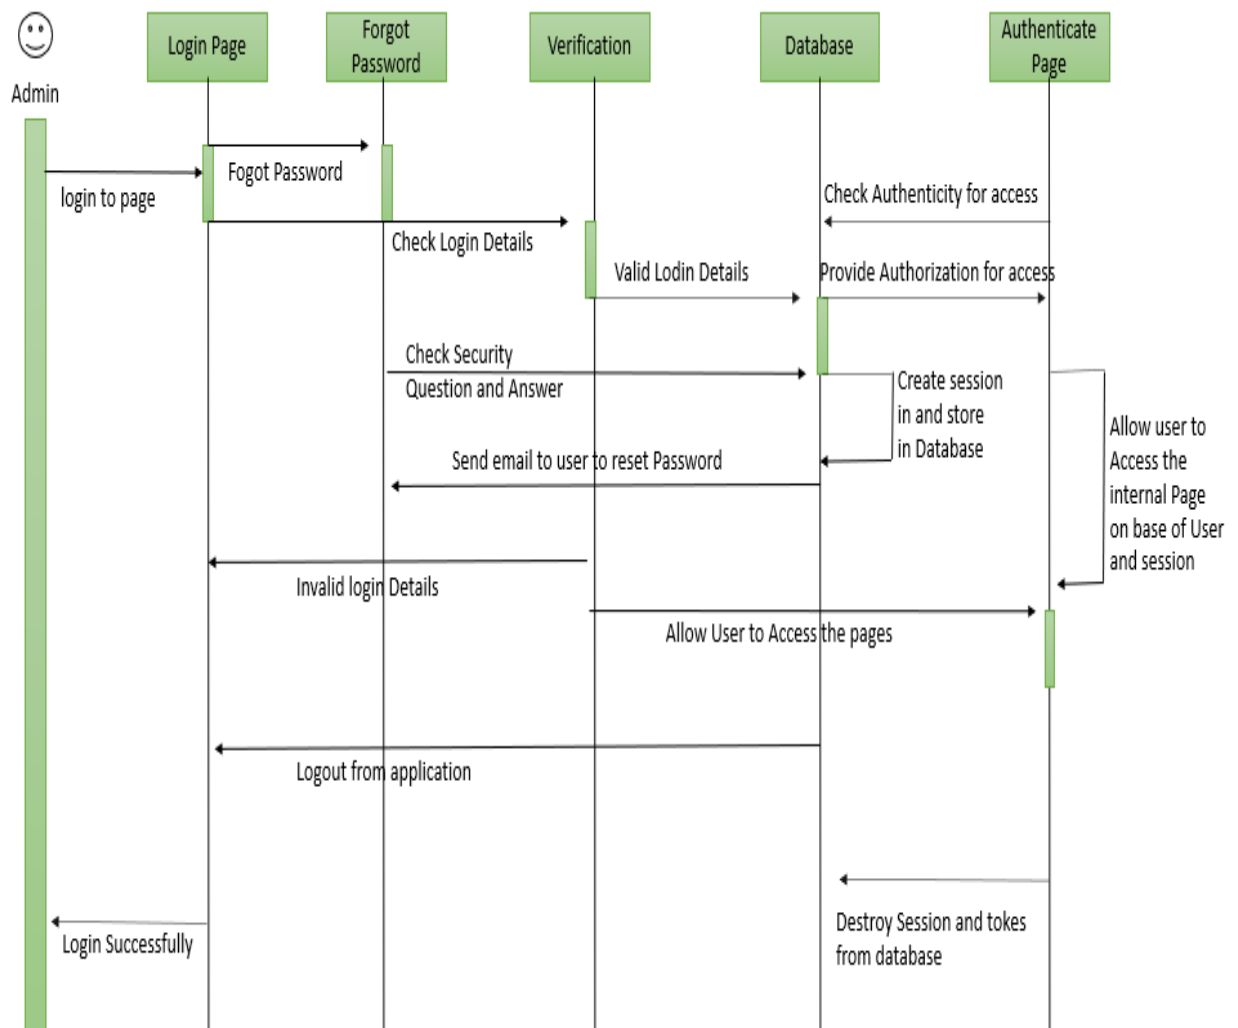 Login Page
Forgot
Password
Verification
Database
Authenticate
Page
Admin
Fogot Password
login to page
Check Authenticity for access
Check Login Details
Valid Lodin Details
Provide Authorization for access
Check Security
Question and Answer
Create session
in and store
in Database
Allow user to
Access the
internal Page
on base of User
and session
Send email to user to reset Password
Invalid login Details
Allow User to Access the pages
Logout from application
Destroy Session and tokes
from database
Login Successfully